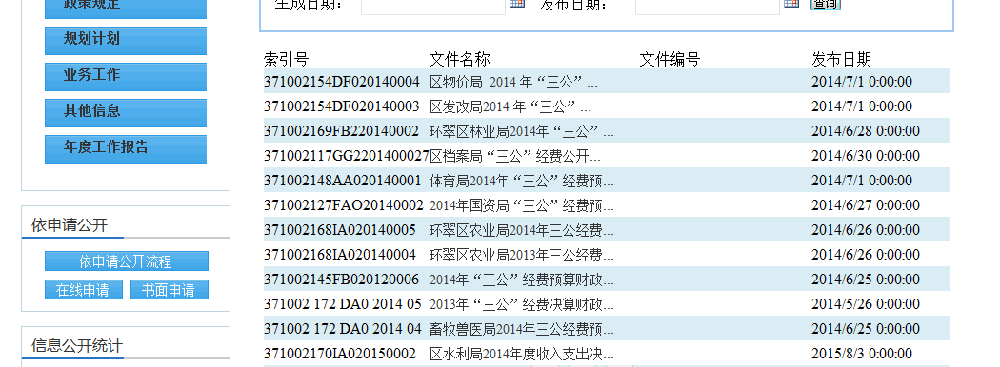 政策规定
规划计划
业务工作
其他信息
年度工作报告
依申请公开
依申请公开流程
在线申请 书面申请
信息公开统计
生成日期： 发布日期： 查询
索引号 文件名称 文件编号 发布日期
371002154DF020140004 区物价局 2014 年“三公”... 2014/7/1 0:00:00
371002154DF020140003 区发改局2014 年“三公”... 2014/7/1 0:00:00
371002169FB220140002 环翠区林业局2014年“三公”... 2014/6/28 0:00:00
371002117GG2201400027 区档案局“三公”经费公开... 2014/6/30 0:00:00
371002148AA020140001 体育局2014年“三公”经费预... 2014/7/1 0:00:00
371002127FAO20140002 2014年国资局“三公”经费预... 2014/6/27 0:00:00
371002168IA020140005 环翠区农业局2014年三公经费... 2014/6/26 0:00:00
371002168IA020140004 环翠区农业局2013年三公经费... 2014/6/26 0:00:00
371002145FB020120006 2014年“三公”经费预算财政... 2014/6/25 0:00:00
371002 172 DA0 2014 05 2013年“三公”经费决算财政... 2014/5/26 0:00:00
371002 172 DA0 2014 04 畜牧兽医局2014年三公经费预... 2014/6/25 0:00:00
371002170IA020150002 区水利局2014年度收入支出决... 2015/8/3 0:00:00